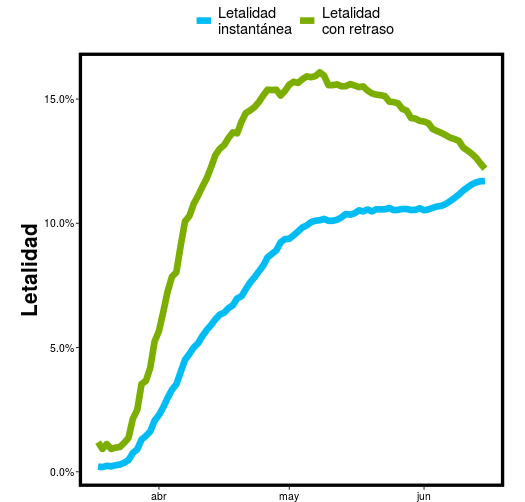 Letalidad
instantánea
Letalidad
con retraso
Letalidad
15.0%
10.0%
5.0%
0.0%
abr
may
jun